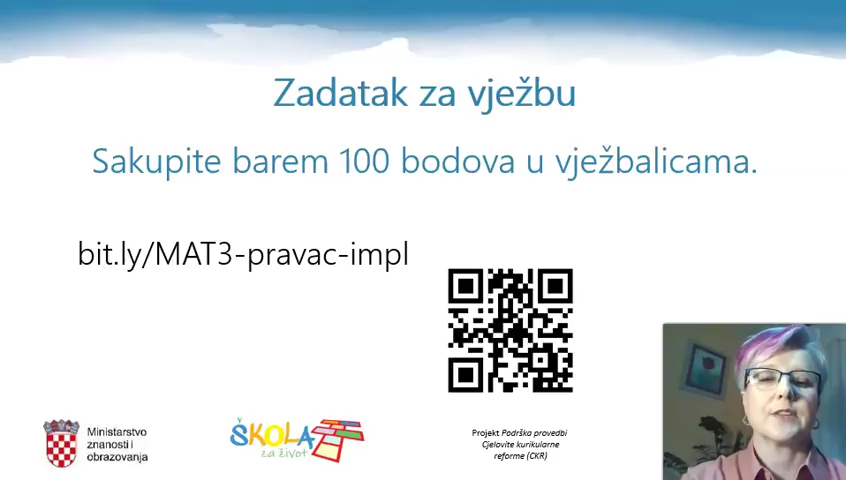 Zadatak za vježbu
Sakupite barem 100 bodova u vježbalicama.
bit.ly/MAT3-pravac-impl
Ministarstvo
znanosti i
obrazovanja
ŠKOLA
za život
Projekt Podrška provedbi
Cjelovite kurikularne
reforme (CKR)